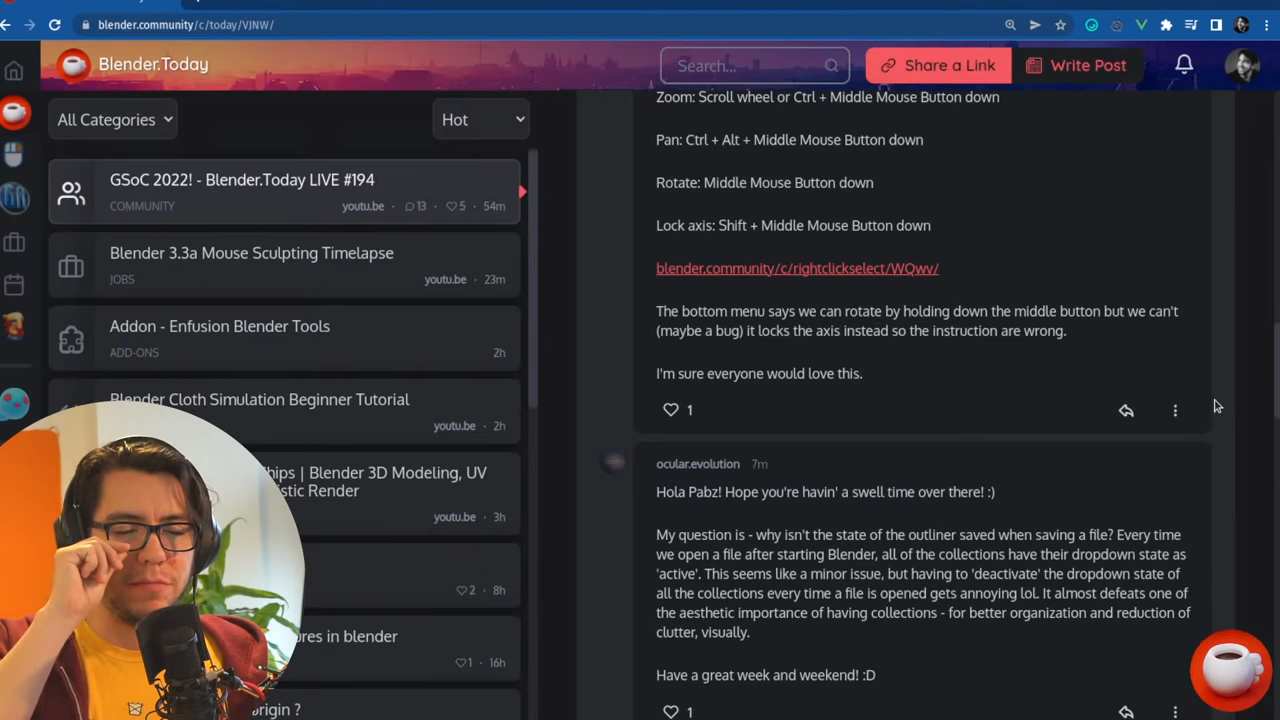 blender.community/c/today/VJNW/
Blender.Today
Search...
Share a Link
Write Post
All Categories
Hot
GSoC 2022! - Blender.Today LIVE #194
COMMUNITY
youtu.be · 13 · 5 · 54m
Blender 3.3a Mouse Sculpting Timelapse
JOBS
youtu.be · 23m
Addon - Enfusion Blender Tools
ADD-ONS
2h
Blender Cloth Simulation Beginner Tutorial
youtu.be · 2h
hips | Blender 3D Modeling, UV
istic Render
youtu.be · 3h
2 · 8h
ures in blender
1 · 16h
origin ?
Zoom: Scroll wheel or Ctrl + Middle Mouse Button down
Pan: Ctrl + Alt + Middle Mouse Button down
Rotate: Middle Mouse Button down
Lock axis: Shift + Middle Mouse Button down
blender.community/c/rightclickselect/WQwv/
The bottom menu says we can rotate by holding down the middle button but we can't
(maybe a bug) it locks the axis instead so the instruction are wrong.
I'm sure everyone would love this.
1
ocular.evolution 7m
Hola Pabz! Hope you're havin' a swell time over there! :)
My question is - why isn't the state of the outliner saved when saving a file? Every time
we open a file after starting Blender, all of the collections have their dropdown state as
'active'. This seems like a minor issue, but having to 'deactivate' the dropdown state of
all the collections every time a file is opened gets annoying lol. It almost defeats one of
the aesthetic importance of having collections - for better organization and reduction of
clutter, visually.
Have a great week and weekend! :D
1